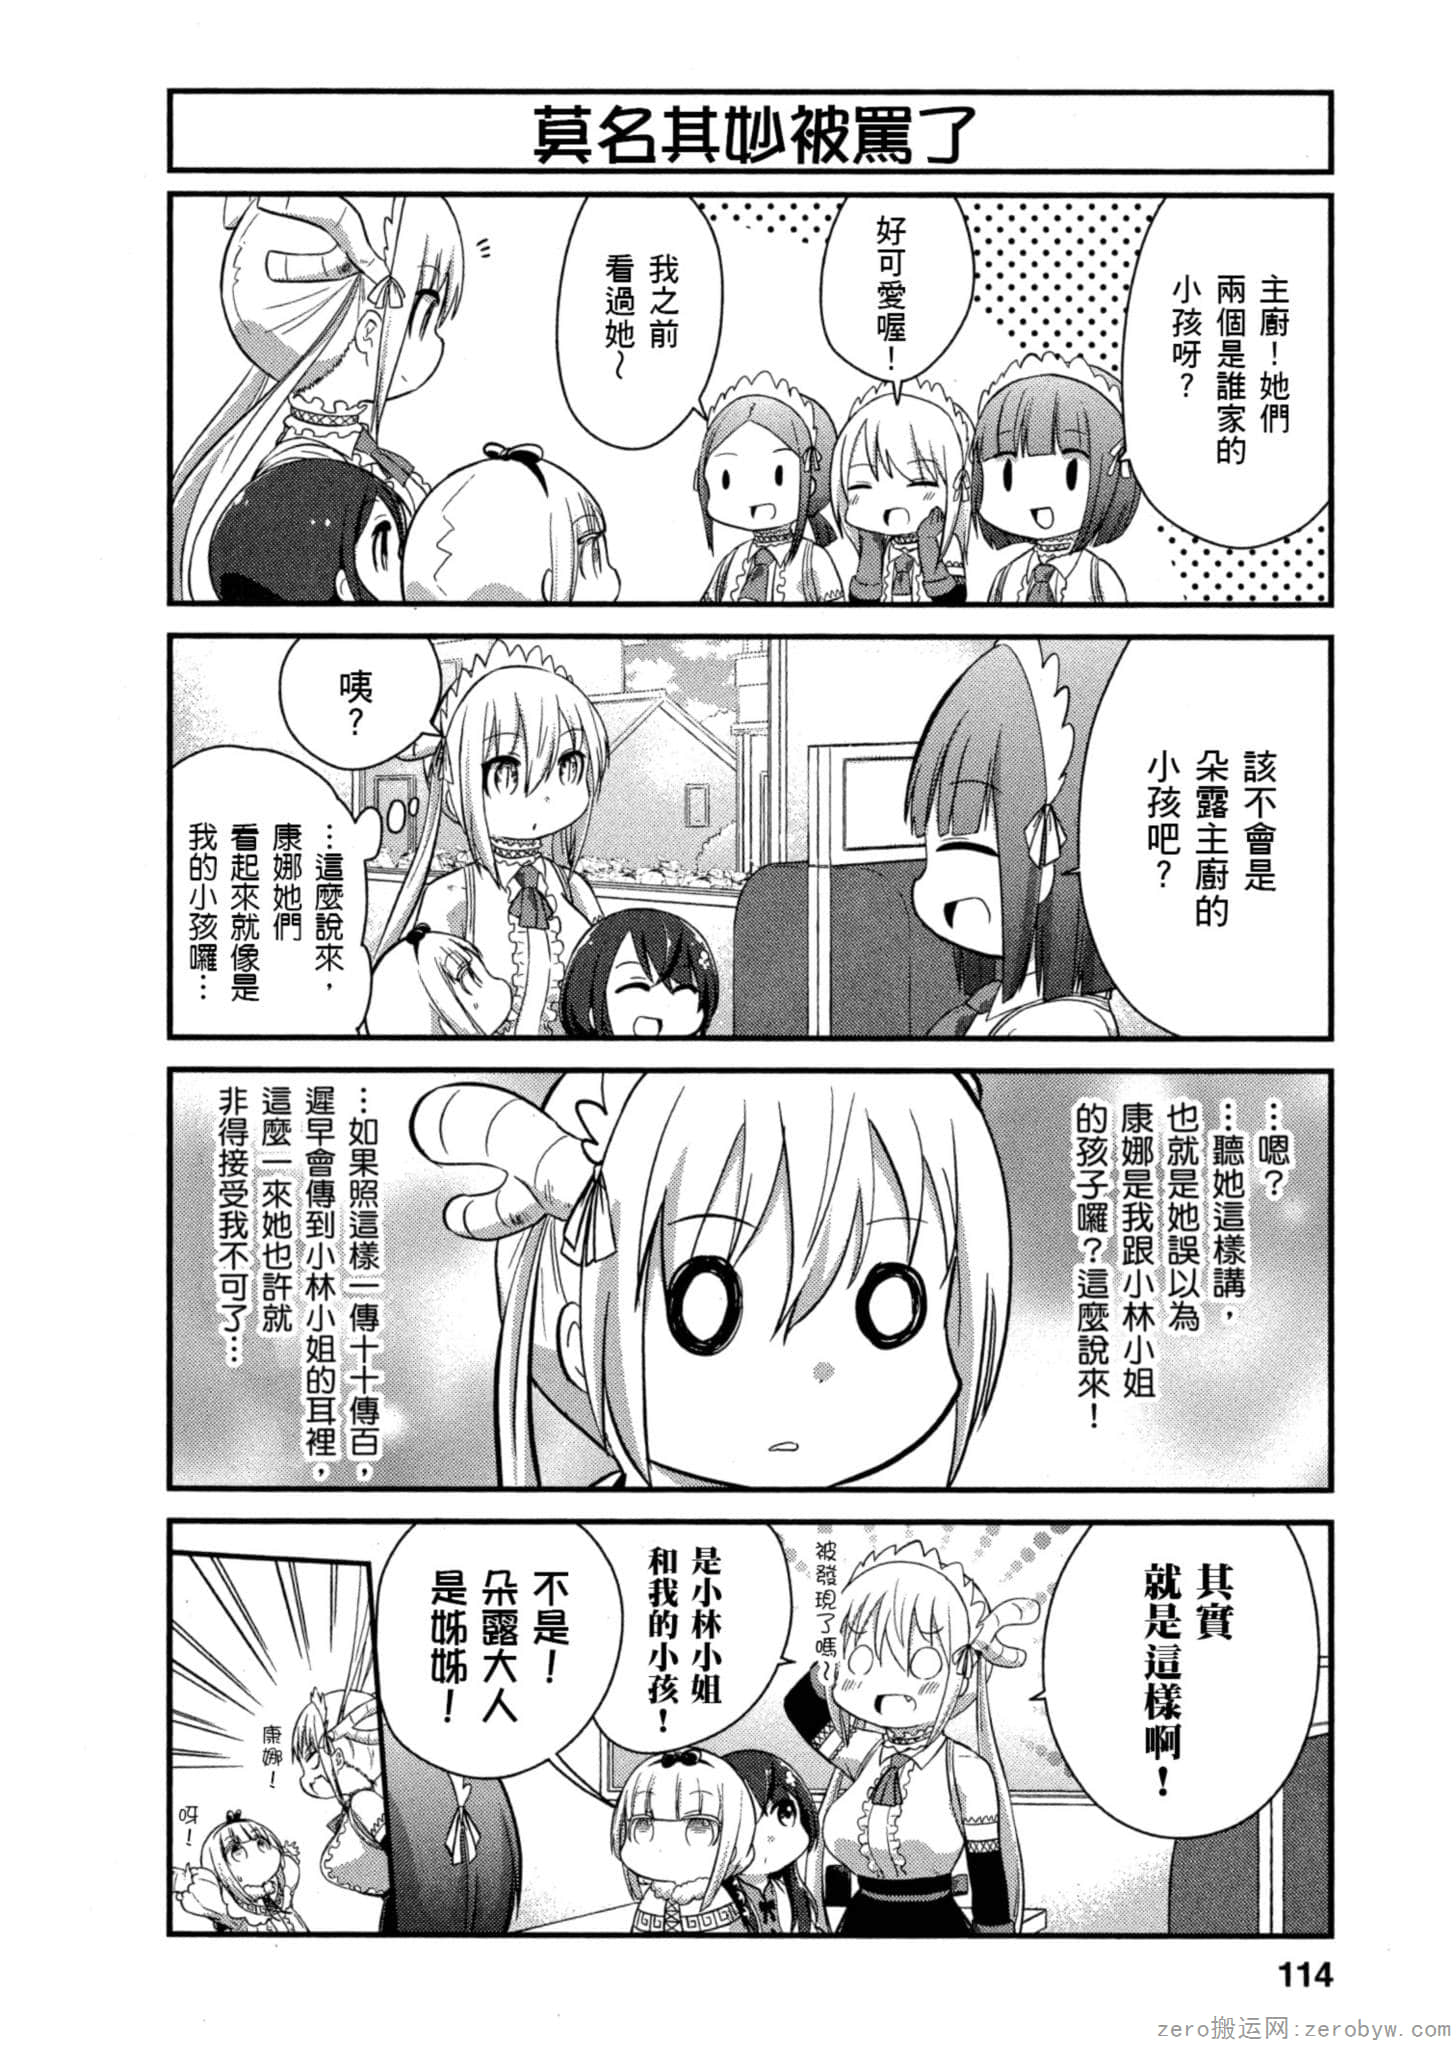 莫名其妙被罵了
主廚！她們
兩個是誰家的
小孩呀？
好可愛喔！
我之前
看過她～
該不會是
朵露主廚的
小孩吧？
咦？
…這麼說來，
康娜她們
看起來就像是
我的小孩囉…
…嗯？
…聽她這樣講，
也就是她誤以為
康娜是我跟小林小姐
的孩子囉？這麼說來！
…如果照這樣一傳十十傳百，
遲早會傳到小林小姐的耳裡，
這麼一來她也許就
非得接受我不可了…
其實
就是這樣啊！
被發現了嗎～
是小林小姐
和我的小孩！
不是！
朵露大人
是姊姊！
康娜！
呀！
114
zero搬运网:zerobyw.com